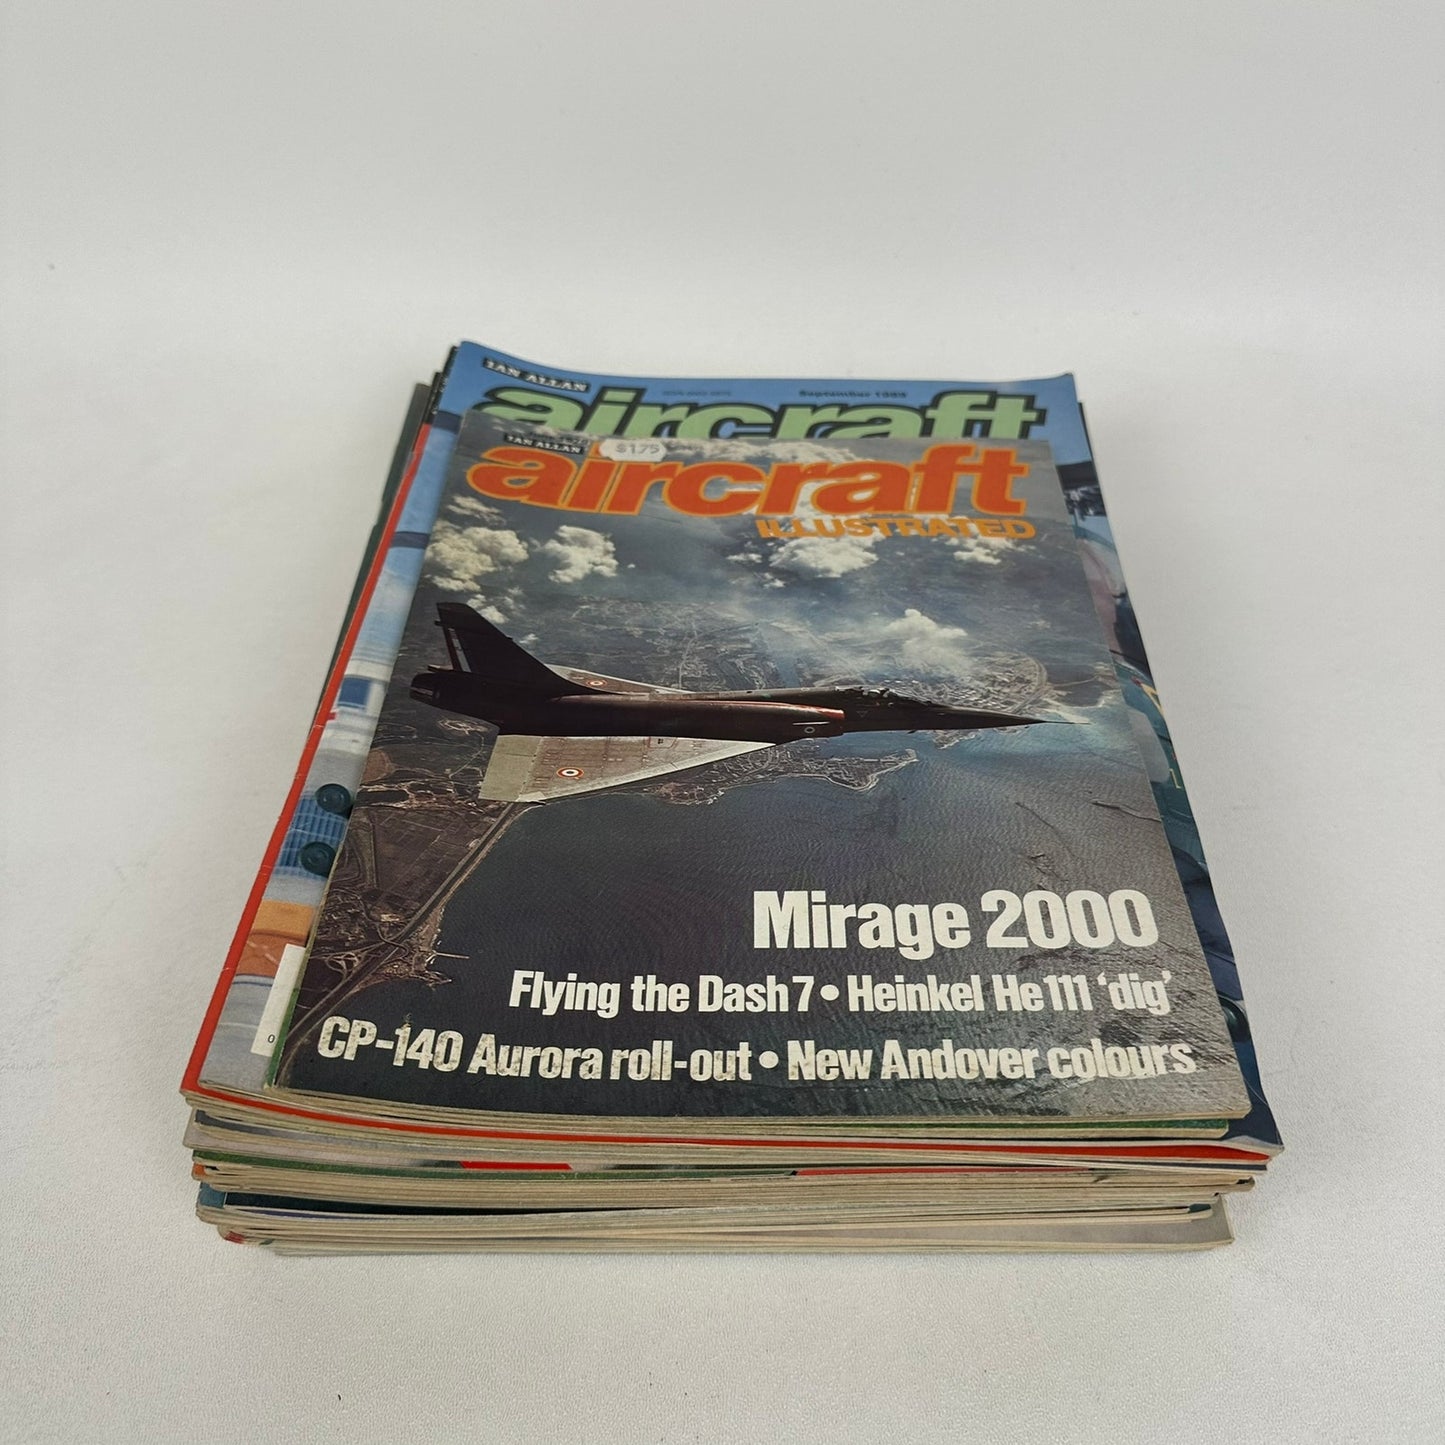 IAN ALLAN
September 1989
aircraft
IAN ALLAN
$1.75
aircraft
ILLUSTRATED
Mirage 2000
Flying the Dash 7 • Heinkel He 111 'dig'
CP-140 Aurora roll-out • New Andover colours